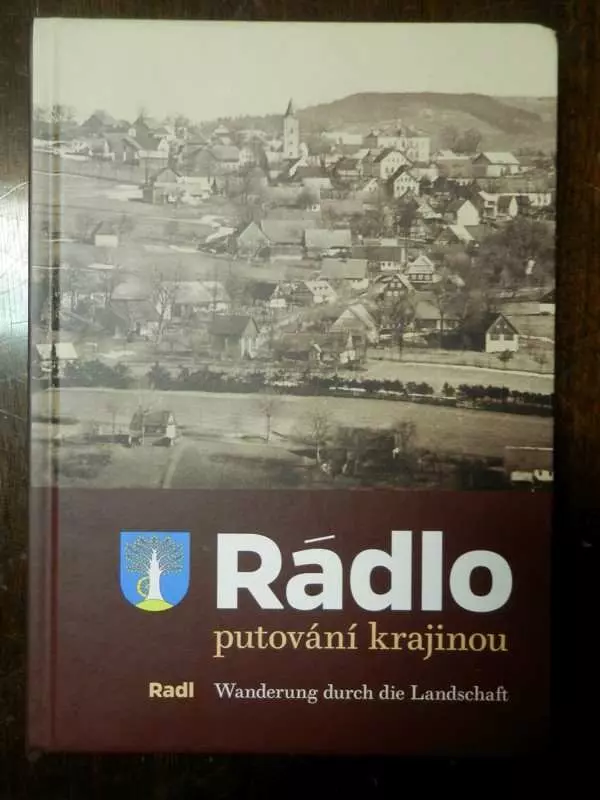 Rádlo
putování krajinou
Radl Wanderung durch die Landschaft